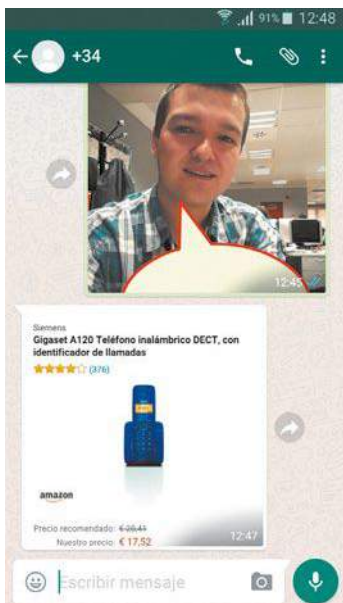 91% 12:48
+34
12:45
Siemens
Gigaset A120 Teléfono inalámbrico DECT, con
identificador de llamadas
(376)
amazon
Precio recomendado: € 26,41
Nuestro precio: € 17,52
12:47
Escribir mensaje